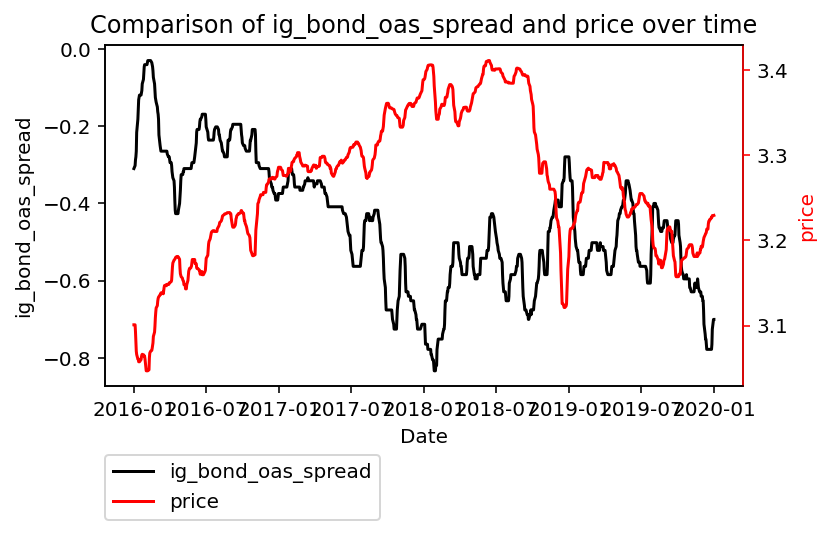 Comparison of ig_bond_oas_spread and price over time
ig_bond_oas_spread
0.0
−0.2
−0.4
−0.6
−0.8
3.4
3.3
3.2
3.1
price
2016-01 2016-07 2017-01 2017-07 2018-01 2018-07 2019-01 2019-07 2020-01
Date
ig_bond_oas_spread
price